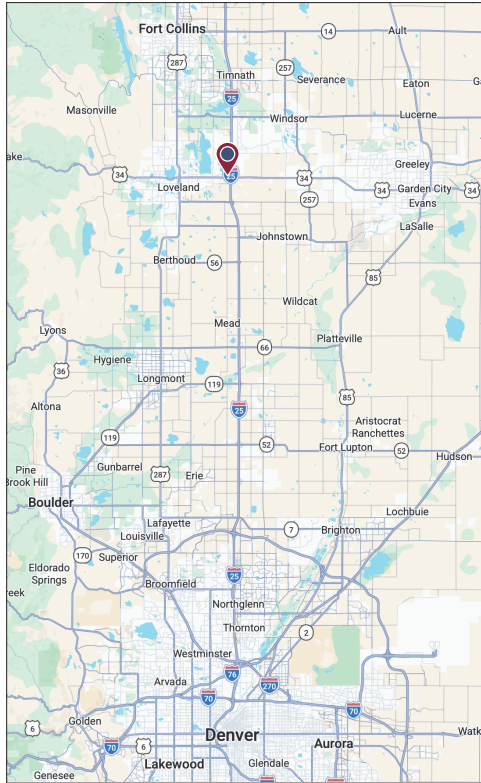 Fort Collins
14
Ault
287
Timnath
257
Severance
25
Eaton
Masonville
Windsor
Lucerne
Greeley
34
25
34
Loveland
34
Garden City
34
257
Evans
LaSalle
Johnstown
Berthoud
56
85
Wildcat
Lyons
Mead
Platteville
66
Hygiene
36
Longmont
119
85
Altona
25
Aristocrat
Ranchettes
119
52
Fort Lupton
52
Hudson
Gunbarrel
287
Erie
Pine
Brook Hill
Boulder
Lochbuie
Lafayette
7
Brighton
Louisville
170
Superior
Eldorado
Springs
25
Broomfield
Northglenn
Thornton
2
Westminster
76
Arvada
270
70
70
Golden
6
Denver
70
6
Aurora
Lakewood
Glendale
Genesee